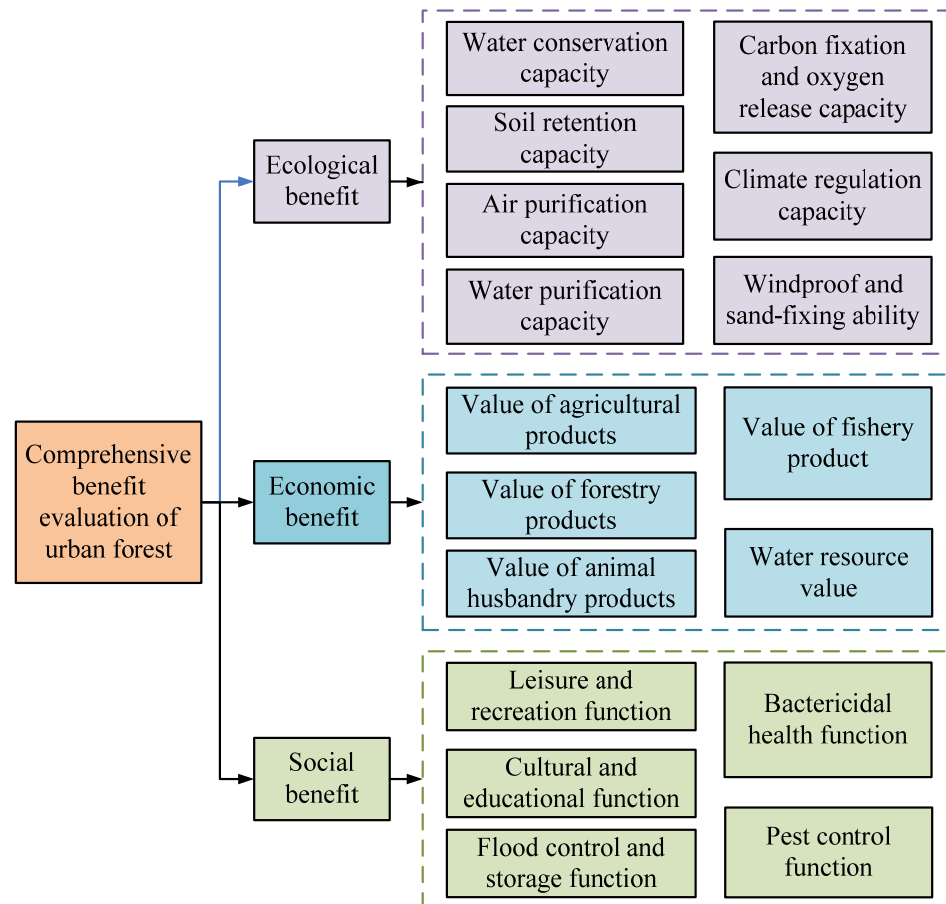 Comprehensive
benefit
evaluation of
urban forest
Ecological
benefit
Water conservation
capacity
Soil retention
capacity
Air purification
capacity
Water purification
capacity
Carbon fixation
and oxygen
release capacity
Climate regulation
capacity
Windproof and
sand-fixing ability
Economic
benefit
Value of agricultural
products
Value of forestry
products
Value of animal
husbandry products
Value of fishery
product
Water resource
value
Social
benefit
Leisure and
recreation function
Cultural and
educational function
Flood control and
storage function
Bactericidal
health function
Pest control
function